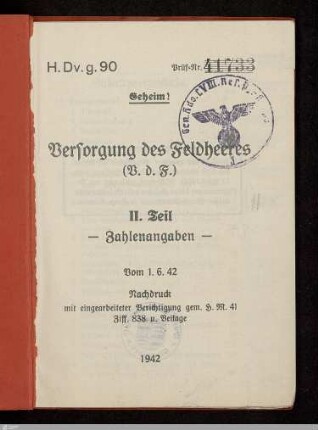 H.Dv.g.90
Prüf-Nr. 41733
Geheim!
Versorgung des Feldheeres
(V. d. F.)
II. Teil
— Zahlenangaben —
Vom 1. 6. 42
Nachdruck
mit eingearbeiteter Berichtigung gem. H. M. 41
Ziff. 838 u. Beilage
1942